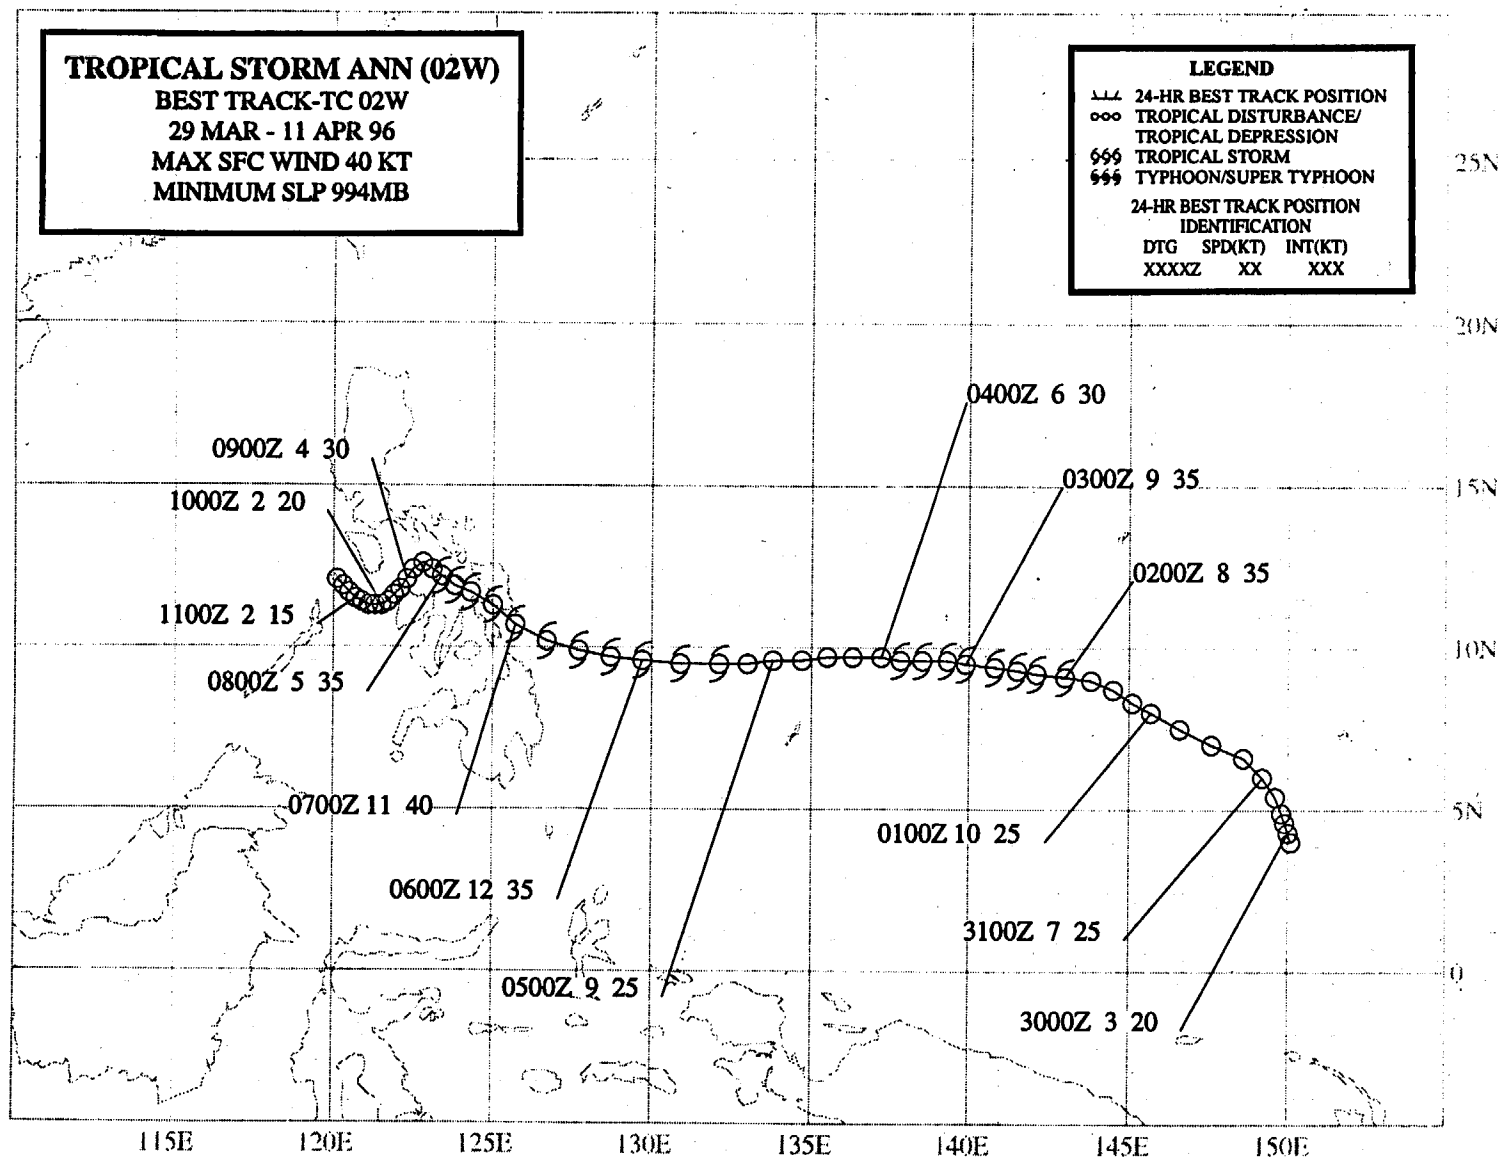 TROPICAL STORM ANN (02W)
BEST TRACK-TC 02W
29 MAR - 11 APR 96
MAX SFC WIND 40 KT
MINIMUM SLP 994MB
LEGEND
24-HR BEST TRACK POSITION
TROPICAL DISTURBANCE/
TROPICAL DEPRESSION
TROPICAL STORM
TYPHOON/SUPER TYPHOON
24-HR BEST TRACK POSITION
IDENTIFICATION
DTG SPD(KT) INT(KT)
XXXXZ XX XXX
25N
20N
0400Z 6 30
0900Z 4 30
0300Z 9 35
15N
1000Z 2 20
0200Z 8 35
1100Z 2 15
10N
0800Z 5 35
0700Z 11 40
5N
0100Z 10 25
0600Z 12 35
3100Z 7 25
0
0500Z 9 25
3000Z 3 20
115E 120E 125E 130E 135E 140E 145E 150E